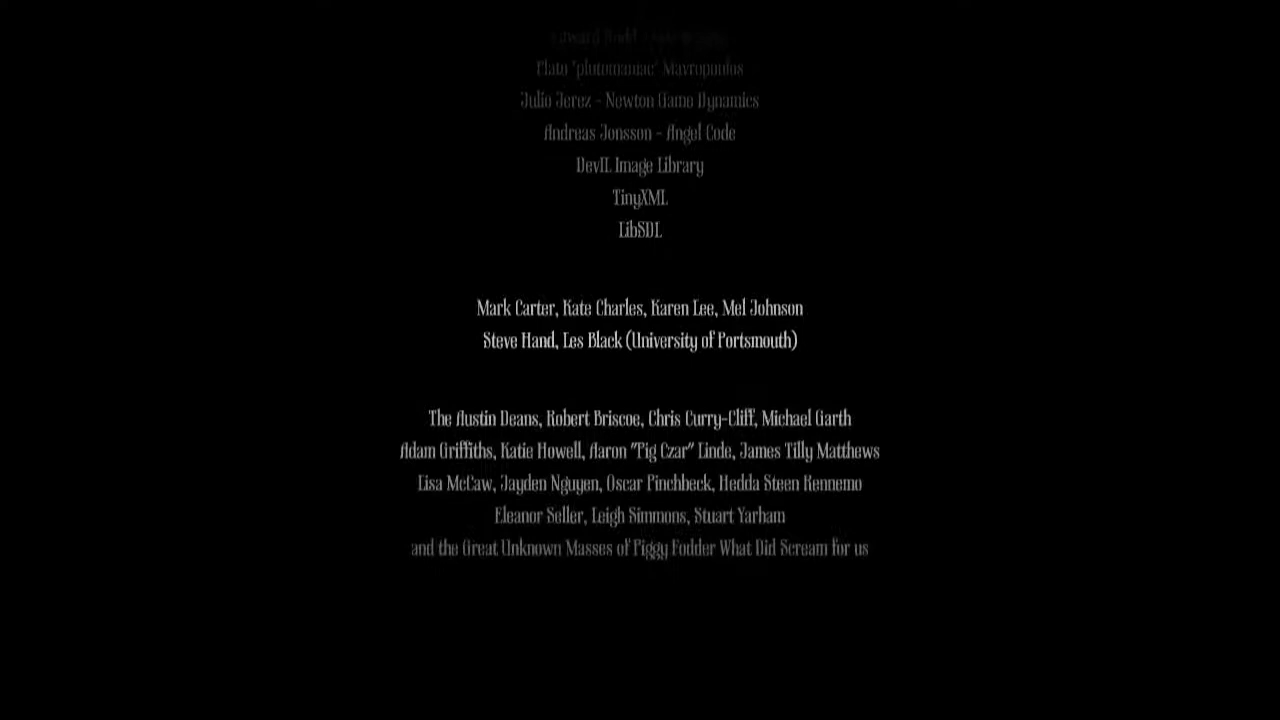 Plato "plutomaniac" Mavropoulos
Julio Jerez - Newton Game Dynamics
Andreas Jonsson - Angel Code
DevIL Image Library
TinyXML
LibSDL
Mark Carter, Kate Charles, Karen Lee, Mel Johnson
Steve Hand, Les Black (University of Portsmouth)
The Austin Deans, Robert Briscoe, Chris Curry-Cliff, Michael Garth
Adam Griffiths, Katie Howell, Aaron "Pig Czar" Linde, James Tilly Matthews
Lisa McCaw, Jayden Nguyen, Oscar Pinchbeck, Hedda Steen Rennemo
Eleanor Seller, Leigh Simmons, Stuart Yarham
and the Great Unknown Masses of Piggy Fodder What Did Scream for us